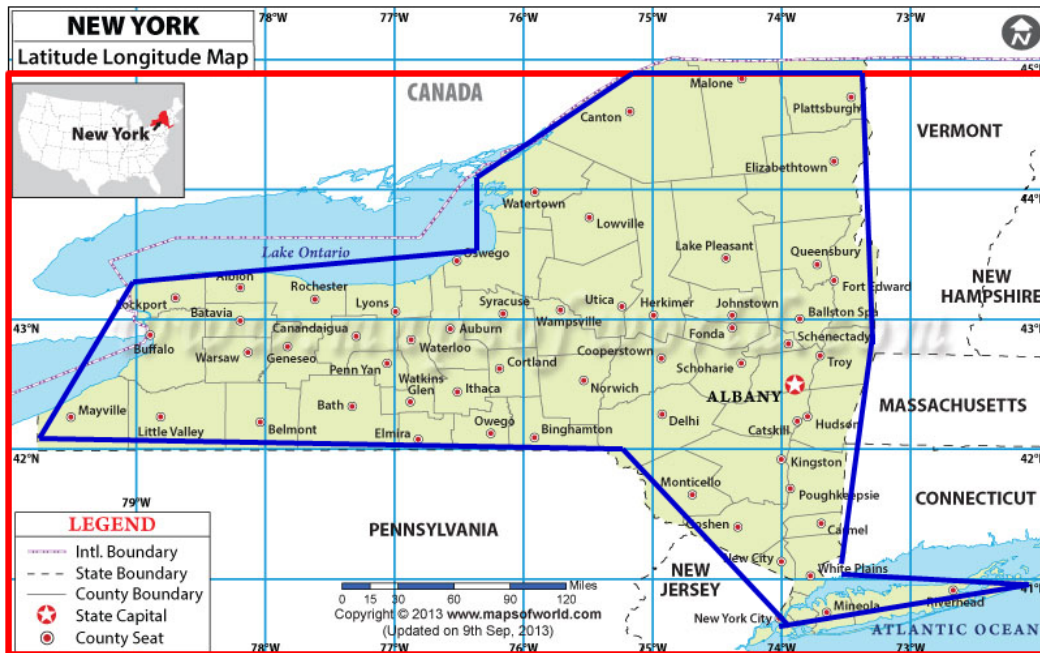 NEW YORK
Latitude Longitude Map
78°W
77°W
76°W
75°W
74°W
73°W
N
45°N
New York
CANADA
Malone
Canton
Plattsburgh
VERMONT
Elizabethtown
44°N
Watertown
Lowville
Lake Ontario
Oswego
Lake Pleasant
Queensbury
NEW
HAMPSHIRE
Albion
Rochester
Fort Edward
Lockport
Lyons
Syracuse
Utica
Herkimer
Johnstown
Batavia
Wampsville
Ballston Spa
43°N
43°N
Canandaigua
Auburn
Fonda
Schenectady
Buffalo
Warsaw
Geneseo
Waterloo
Cooperstown
Troy
Penn Yan
Cortland
Schoharie
Watkins
Glen
Ithaca
Norwich
ALBANY
Mayville
Bath
MASSACHUSETTS
Little Valley
Belmont
Elmira
Owego
Binghamton
Delhi
Catskill
Hudson
42°N
42°N
Kingston
Monticello
Poughkeepsie
CONNECTICUT
79°W
Goshen
Carmel
PENNSYLVANIA
LEGEND
Intl. Boundary
State Boundary
County Boundary
State Capital
County Seat
New City
White Plains
NEW
JERSEY
41°N
Miles
0 15 30 60 90 120
Copyright © 2013 www.mapsofworld.com
(Updated on 9th Sep, 2013)
New York City
Mineola
Riverhead
ATLANTIC OCEAN
74°W
73°W